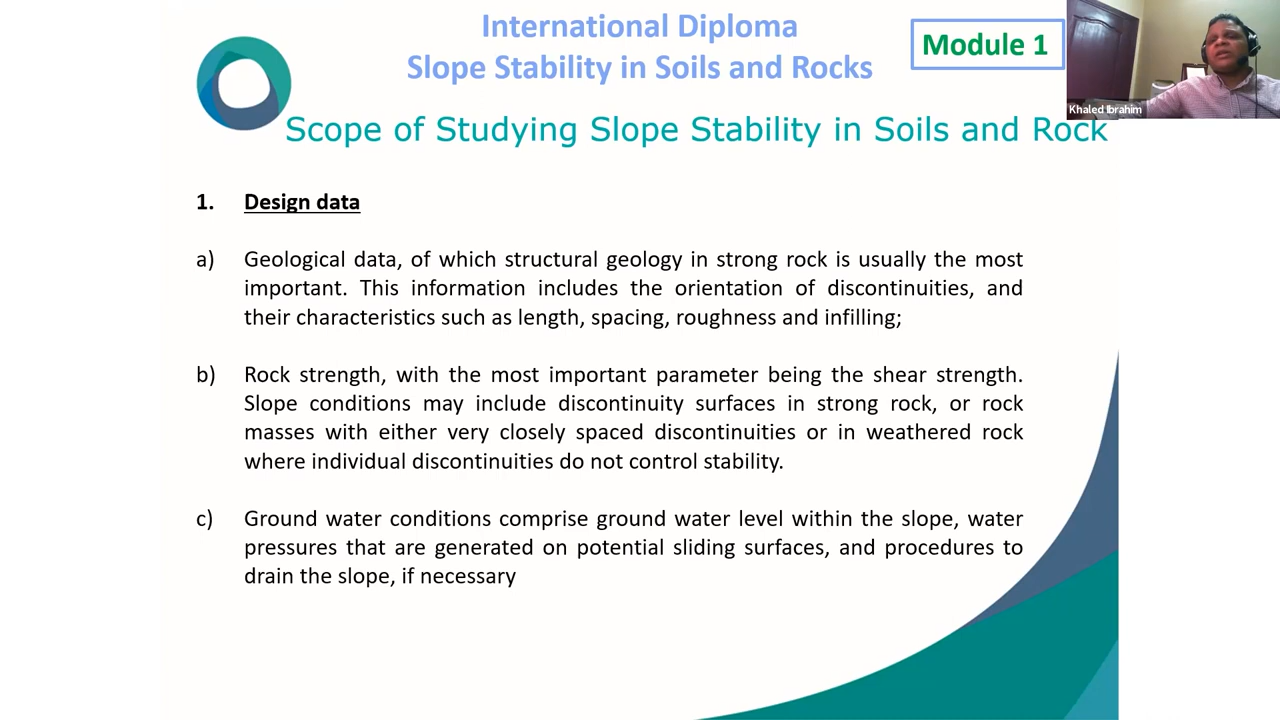 International Diploma
Slope Stability in Soils and Rocks
Module 1
Khaled Ibrahim
Scope of Studying Slope Stability in Soils and Rock
1. Design data
a) Geological data, of which structural geology in strong rock is usually the most
important. This information includes the orientation of discontinuities, and
their characteristics such as length, spacing, roughness and infilling;
b) Rock strength, with the most important parameter being the shear strength.
Slope conditions may include discontinuity surfaces in strong rock, or rock
masses with either very closely spaced discontinuities or in weathered rock
where individual discontinuities do not control stability.
c) Ground water conditions comprise ground water level within the slope, water
pressures that are generated on potential sliding surfaces, and procedures to
drain the slope, if necessary